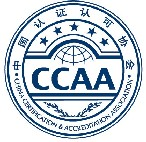 中国认证认可协会
CCAA
CHINA CERTIFICATION & ACCREDITATION ASSOCIATION